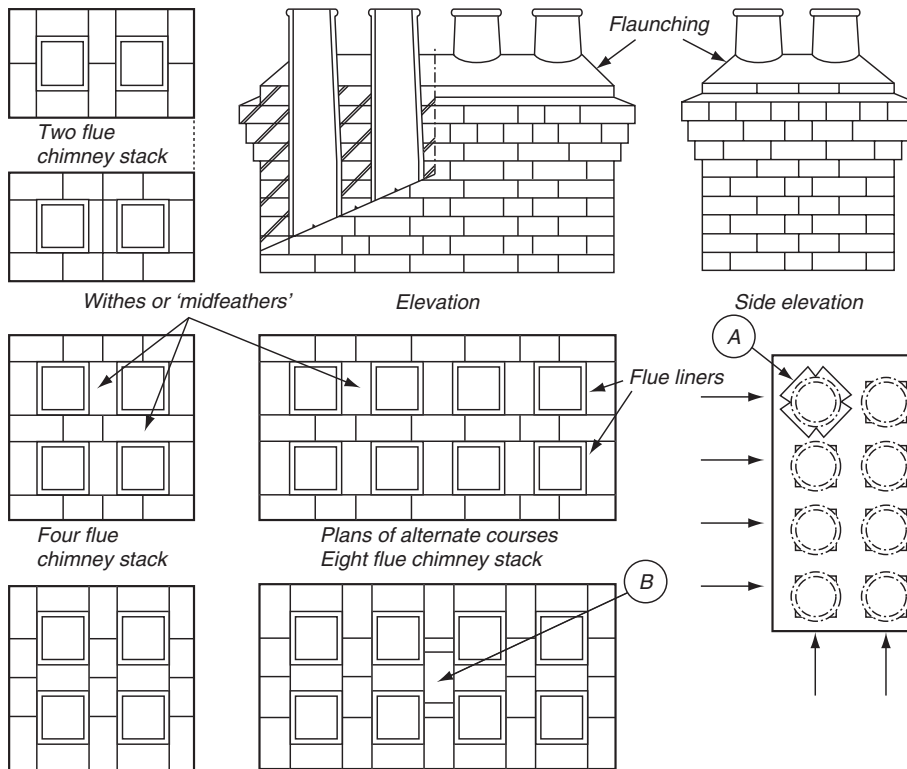 Flaunching
Two flue
chimney stack
Withes or ‘midfeathers’
Elevation
Side elevation
A
Flue liners
Four flue
chimney stack
Plans of alternate courses
Eight flue chimney stack
B